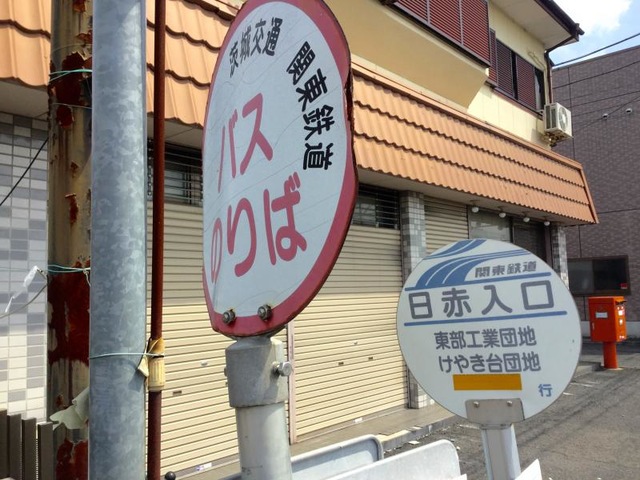 茨城交通
関東鉄道
バス
のりば
関東鉄道
日赤入口
東部工業団地
けやき台団地
行